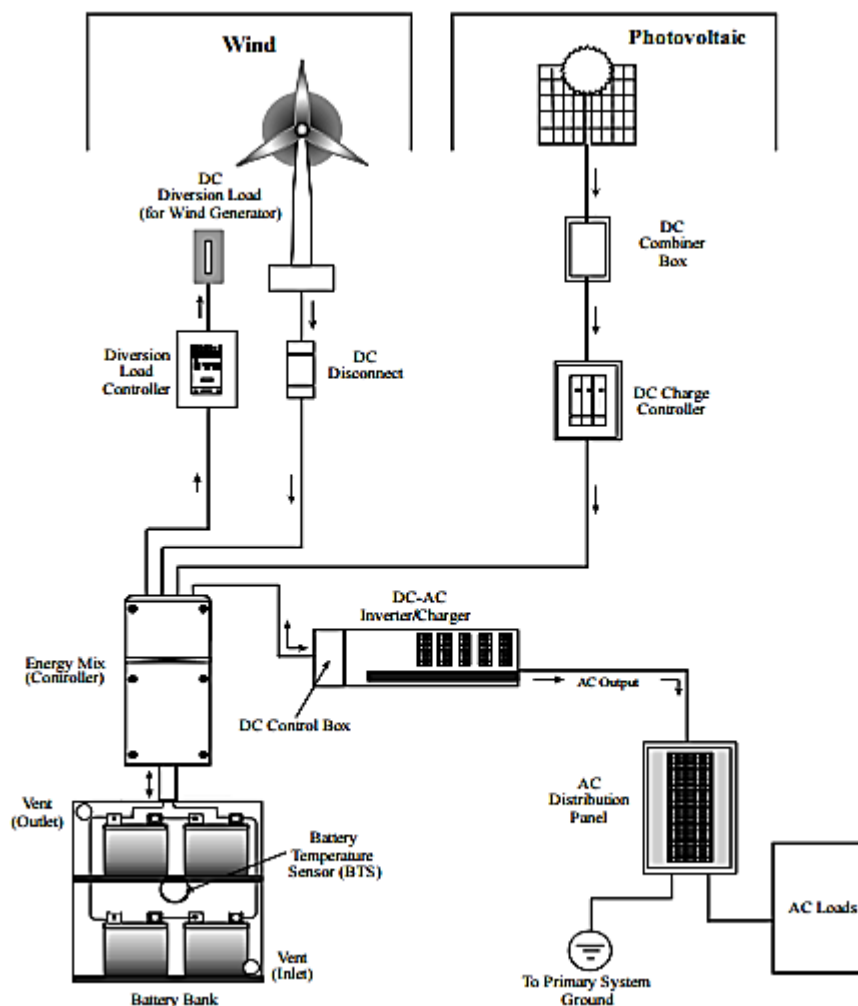 Wind
Photovoltaic
DC
Diversion Load
(for Wind Generator)
DC
Combiner
Box
Diversion
Load
Controller
DC
Disconnect
DC Charge
Controller
DC-AC
Inverter/Charger
Energy Mix
(Controller)
DC Control Box
AC Output
AC
Distribution
Panel
Vent
(Outlet)
Battery
Temperature
Sensor (BTS)
AC Loads
Vent
(Inlet)
To Primary System
Ground
Battery Bank